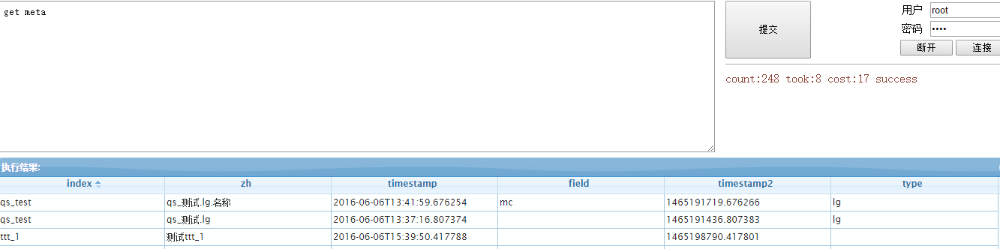 get meta
提交
用户 root
密码 ••••
断开 连接
count:248 took:8 cost:17 success
执行结果:
index zh timestamp field timestamp2 type
qs_test qs_测试.lg.名称 2016-06-06T13:41:59.676254 mc 1465191719.676266 lg
qs_test qs_测试.lg 2016-06-06T13:37:16.807374 1465191436.807383 lg
ttt_1 测试ttt_1 2016-06-06T15:39:50.417788 1465198790.417801